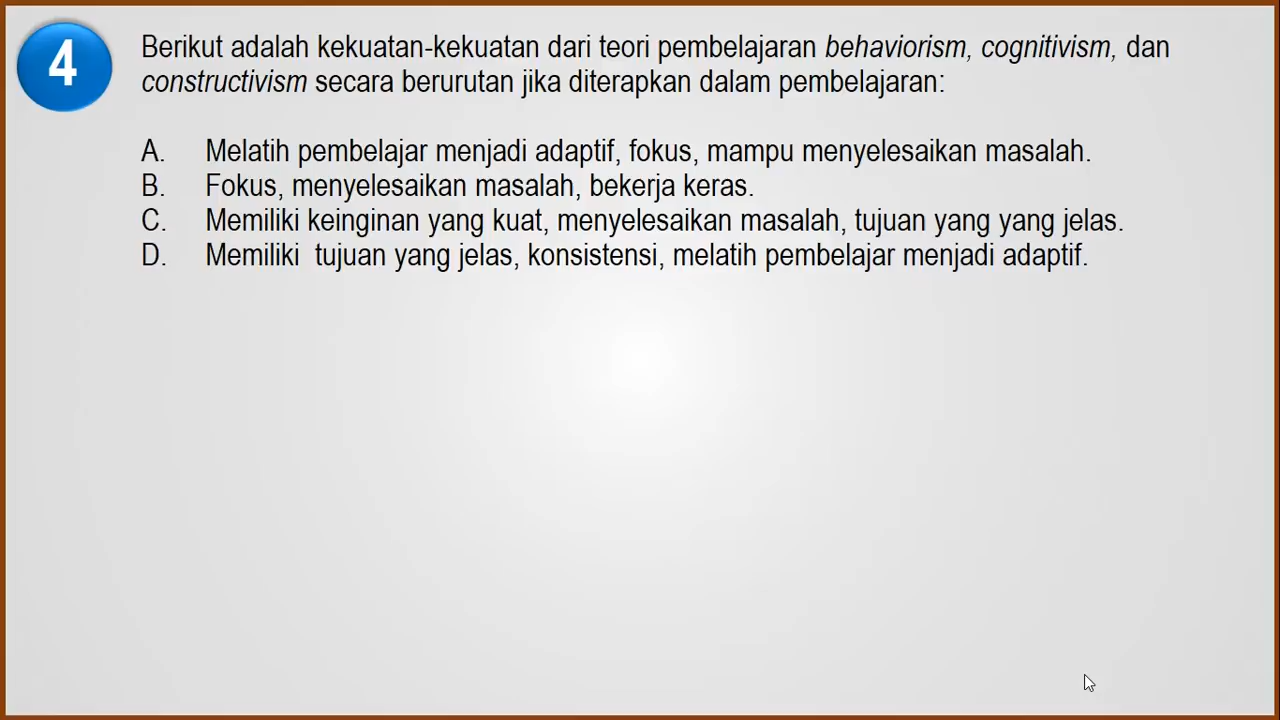 4
Berikut adalah kekuatan-kekuatan dari teori pembelajaran behaviorism, cognitivism, dan
constructivism secara berurutan jika diterapkan dalam pembelajaran:
A. Melatih pembelajar menjadi adaptif, fokus, mampu menyelesaikan masalah.
B. Fokus, menyelesaikan masalah, bekerja keras.
C. Memiliki keinginan yang kuat, menyelesaikan masalah, tujuan yang yang jelas.
D. Memiliki tujuan yang jelas, konsistensi, melatih pembelajar menjadi adaptif.